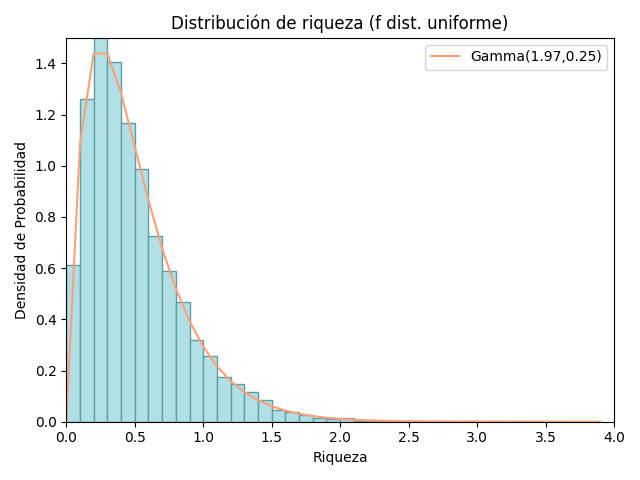 Distribución de riqueza (f dist. uniforme)
Gamma(1.97,0.25)
Densidad de Probabilidad
1.4
1.2
1.0
0.8
0.6
0.4
0.2
0.0
0.0 0.5 1.0 1.5 2.0 2.5 3.0 3.5 4.0
Riqueza